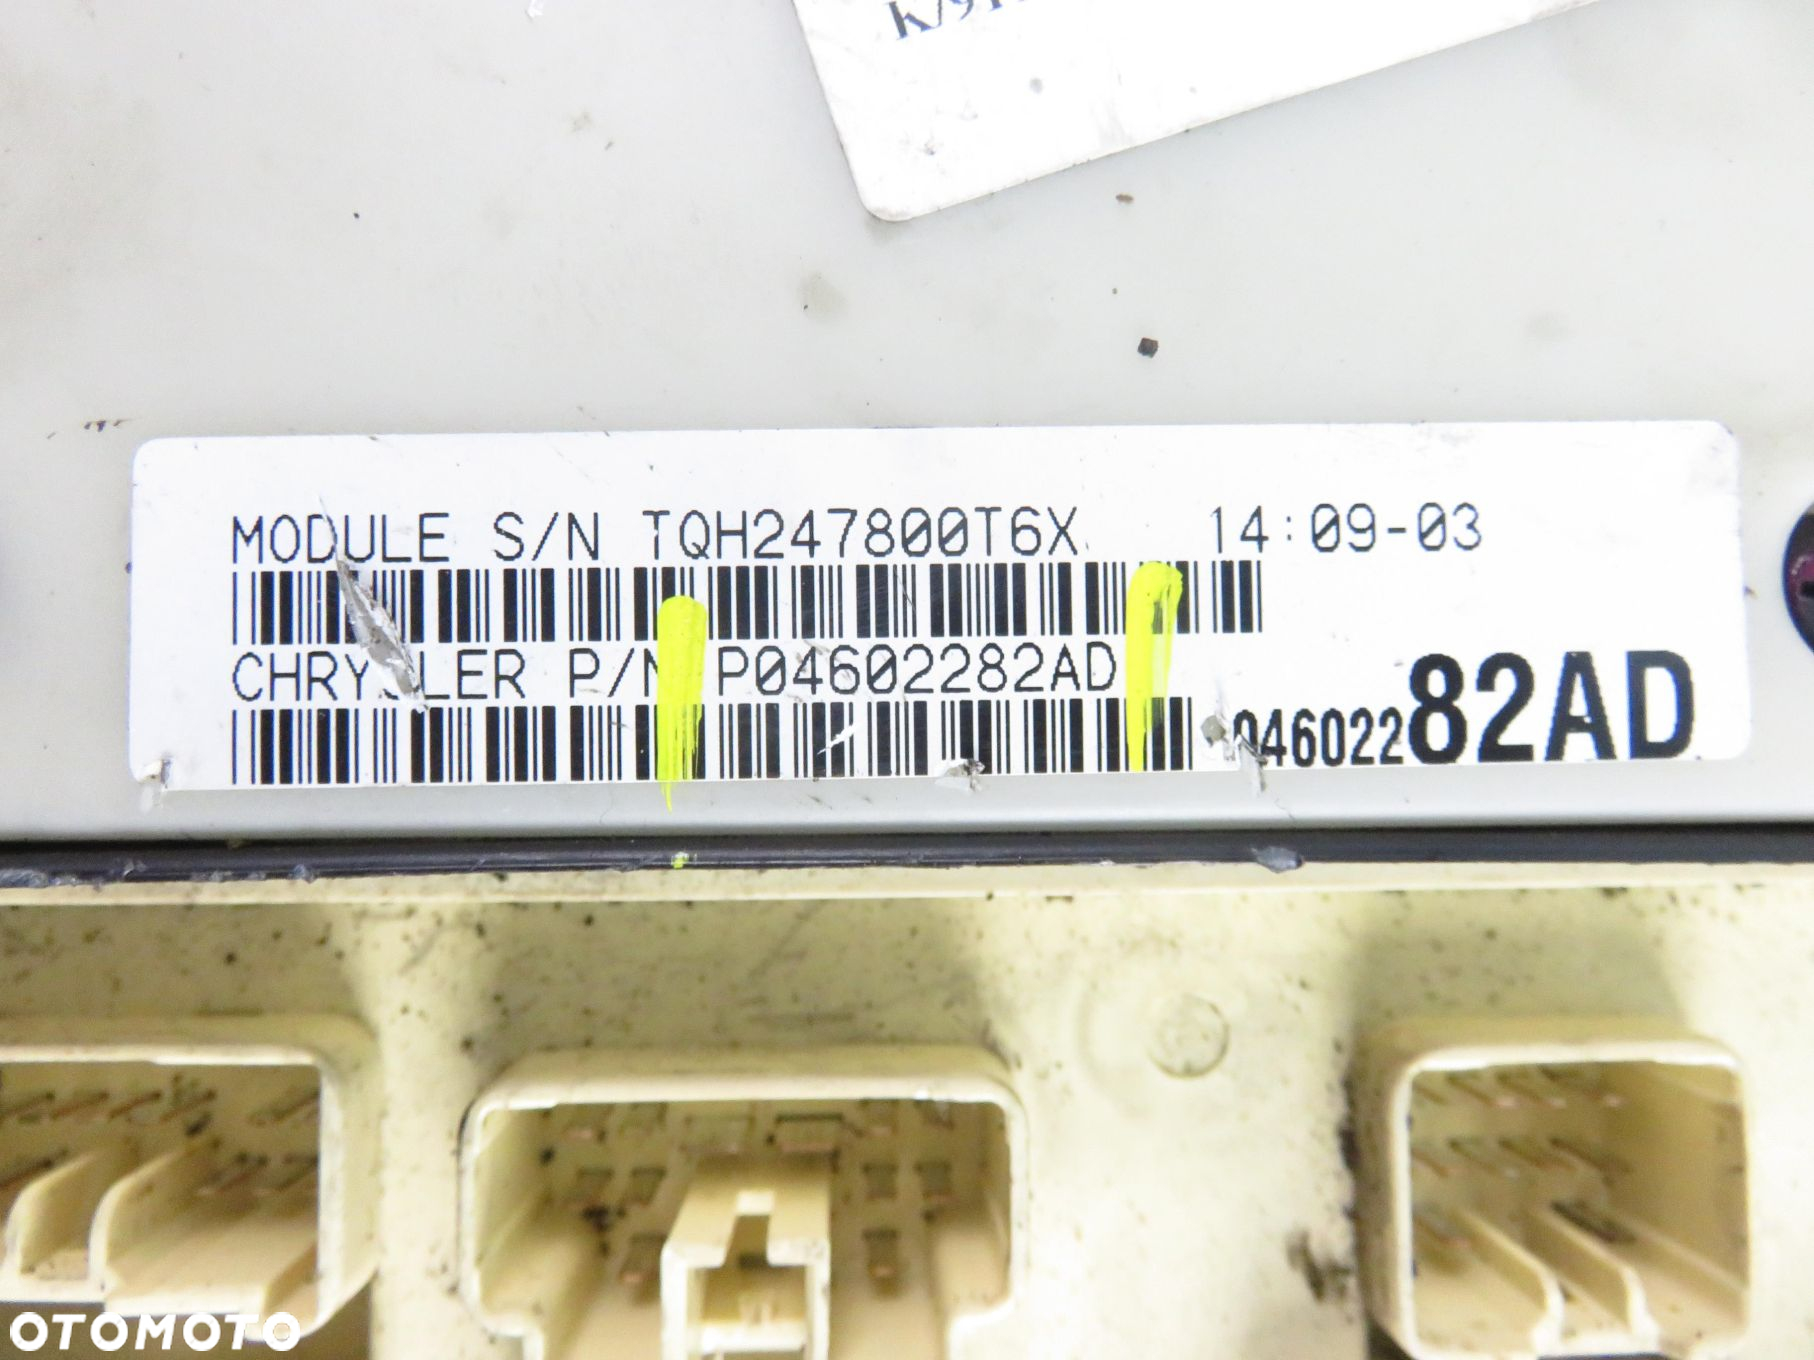 MODULE S/N TQH247800T6X 14:09-03
CHRYSLER P/N P04602282AD
04602282AD
OTOMOTO